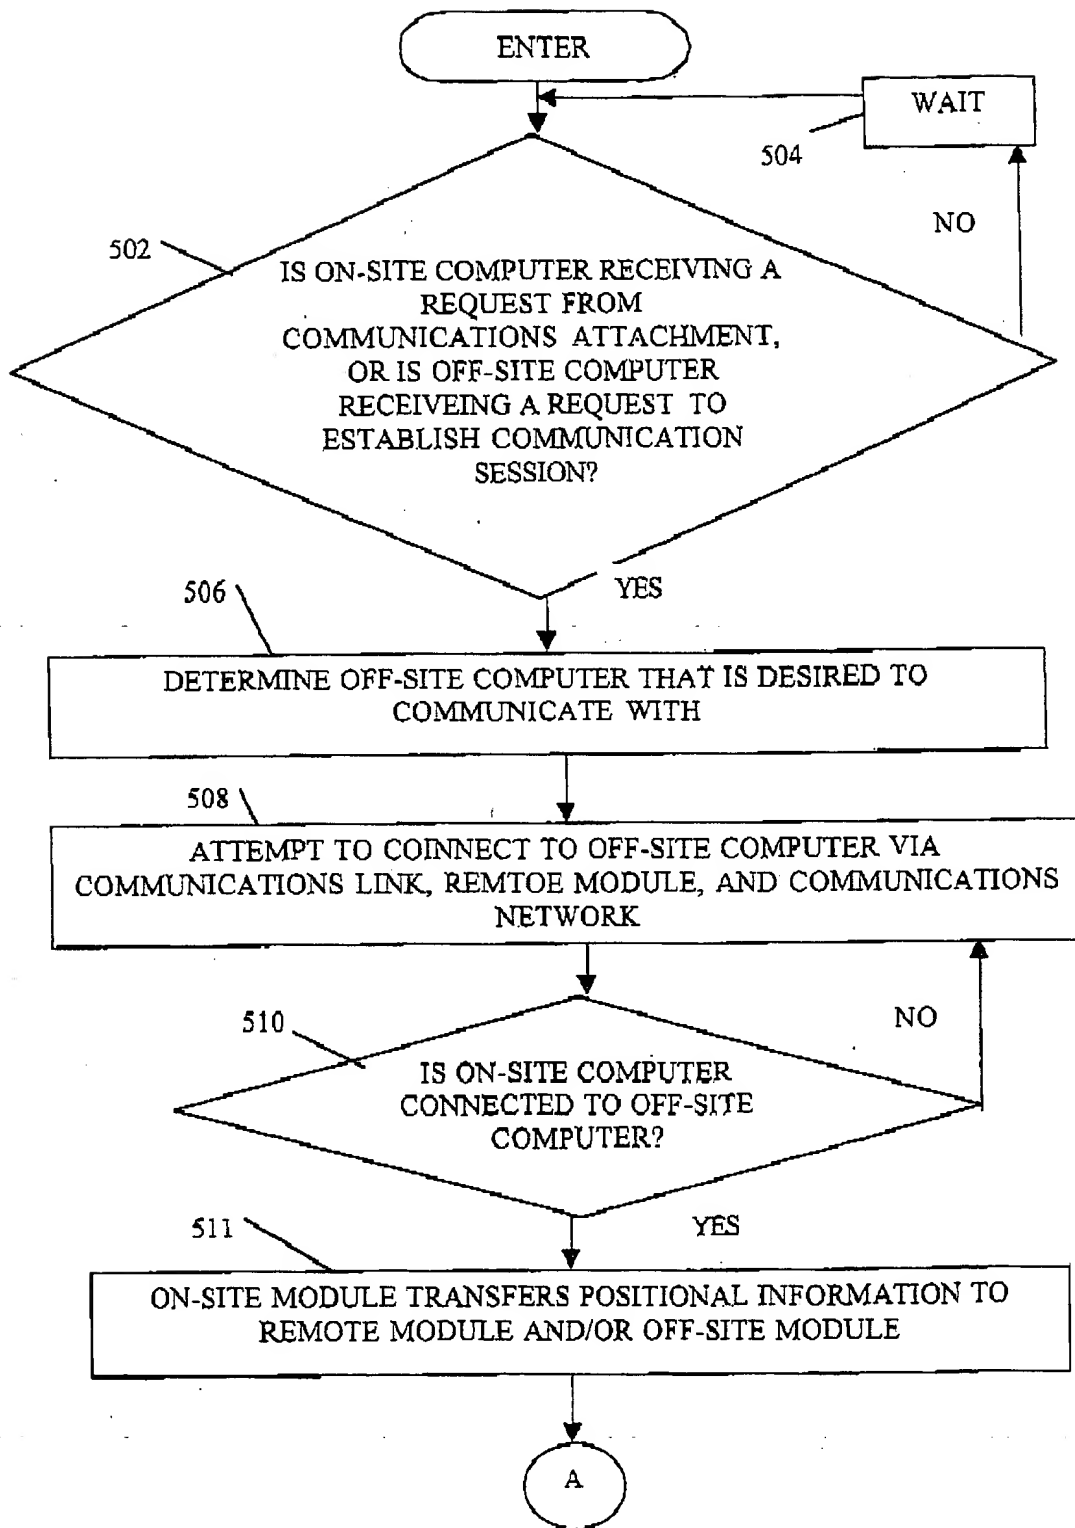 ENTER
WAIT
504
NO
502
IS ON-SITE COMPUTER RECEIVING A
REQUEST FROM
COMMUNICATIONS ATTACHMENT,
OR IS OFF-SITE COMPUTER
RECEIVEING A REQUEST TO
ESTABLISH COMMUNICATION
SESSION?
YES
506
DETERMINE OFF-SITE COMPUTER THAT IS DESIRED TO
COMMUNICATE WITH
508
ATTEMPT TO COINNECT TO OFF-SITE COMPUTER VIA
COMMUNICATIONS LINK, REMTOE MODULE, AND COMMUNICATIONS
NETWORK
510
NO
IS ON-SITE COMPUTER
CONNECTED TO OFF-SITE
COMPUTER?
YES
511
ON-SITE MODULE TRANSFERS POSITIONAL INFORMATION TO
REMOTE MODULE AND/OR OFF-SITE MODULE
A